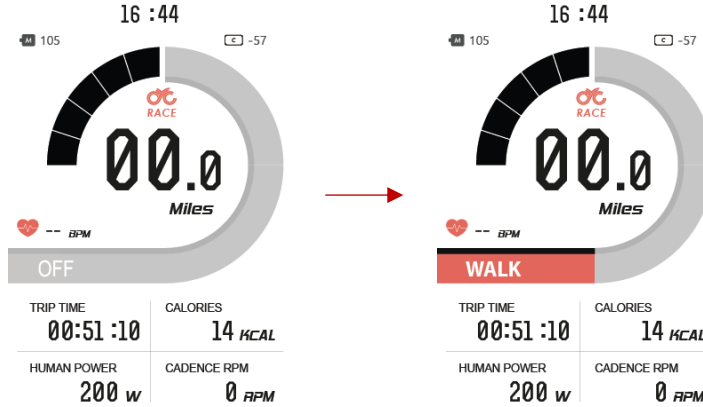 16:44
M 105
C -57
RACE
00.0
Miles
-- BPM
OFF
TRIP TIME
CALORIES
00:51:10
14 KCAL
HUMAN POWER
CADENCE RPM
200 W
0 RPM
16:44
M 105
C -57
RACE
00.0
Miles
-- BPM
WALK
TRIP TIME
CALORIES
00:51:10
14 KCAL
HUMAN POWER
CADENCE RPM
200 W
0 RPM